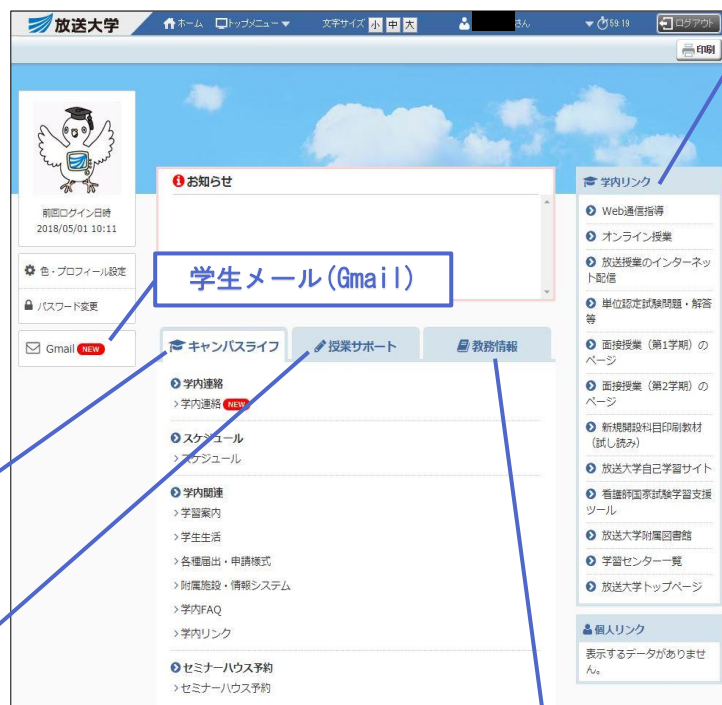 放送大学
ホーム
トップメニュー
文字サイズ 小 中 大
さん
59:19
ログアウト
印刷
前回ログイン日時
2018/05/01 10:11
色・プロフィール設定
パスワード変更
Gmail NEW
お知らせ
学生メール(Gmail)
キャンパスライフ
授業サポート
教務情報
学内連絡
学内連絡 NEW
スケジュール
スケジュール
学内関連
学習案内
学生生活
各種届出・申請様式
附属施設・情報システム
学内FAQ
学内リンク
セミナーハウス予約
セミナーハウス予約
学内リンク
Web通信指導
オンライン授業
放送授業のインターネッ
ト配信
単位認定試験問題・解答
等
面接授業(第1学期)の
ページ
面接授業(第2学期)の
ページ
新規開設科目印刷教材
(試し読み)
放送大学自己学習サイト
看護師国家試験学習支援
ツール
放送大学附属図書館
学習センター一覧
放送大学トップページ
個人リンク
表示するデータがありませ
ん。